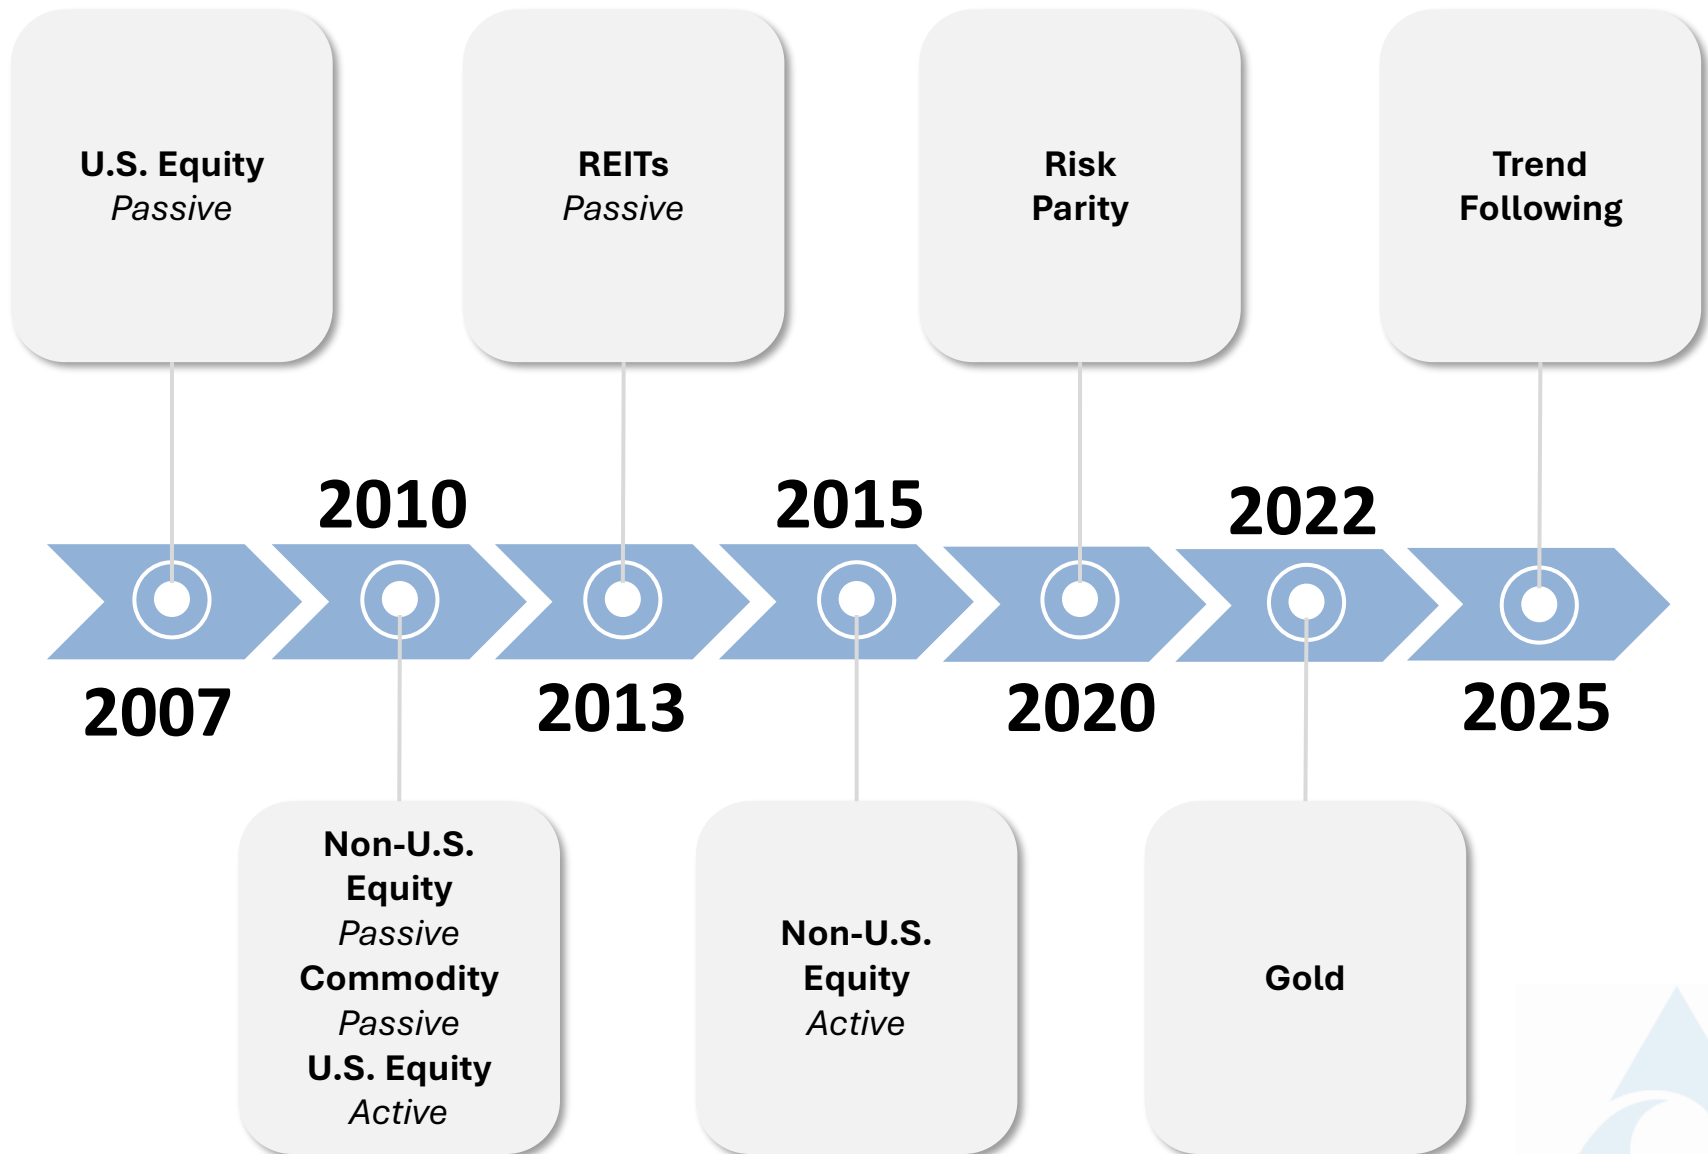 U.S. Equity
Passive
REITs
Passive
Risk
Parity
Trend
Following
2010
2015
2022
2007
2013
2020
2025
Non-U.S.
Equity
Passive
Commodity
Passive
U.S. Equity
Active
Non-U.S.
Equity
Active
Gold